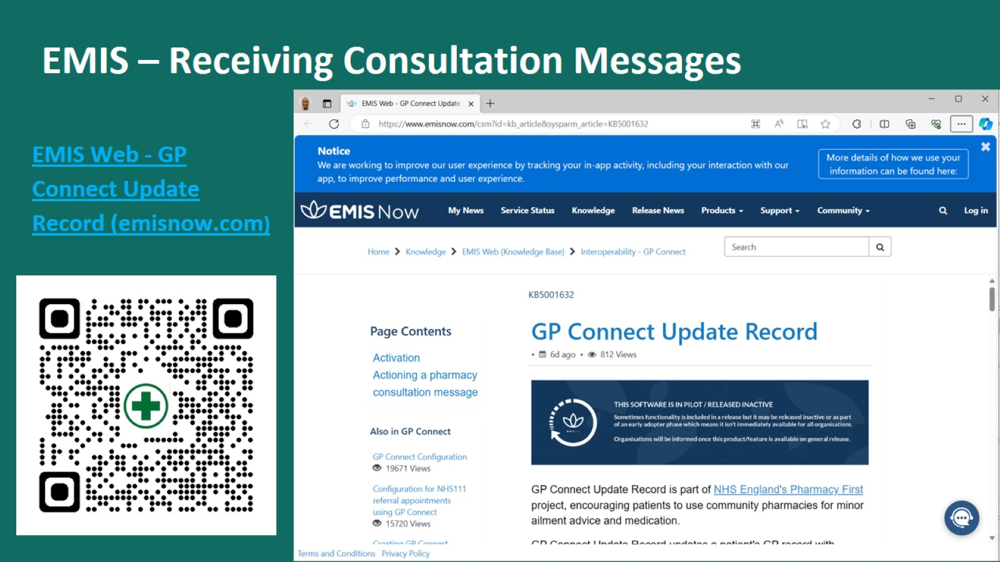 EMIS – Receiving Consultation Messages
EMIS Web - GP
Connect Update
Record (emisnow.com)
EMIS Web - GP Connect Update
https://www.emisnow.com/csm?id=kb_article&sysparm_article=KB5001632
Notice
We are working to improve our user experience by tracking your in-app activity, including your interaction with our
app, to improve performance and user experience.
More details of how we use your
information can be found here:
EMIS Now
My News Service Status Knowledge Release News Products Support Community Log in
Home Knowledge EMIS Web (Knowledge Base) Interoperability - GP Connect
Search
KB5001632
Page Contents
Activation
Actioning a pharmacy
consultation message
Also in GP Connect
GP Connect Configuration
19671 Views
Configuration for NHS111
referral appointments
using GP Connect
15720 Views
Creating GP Connect
GP Connect Update Record
• 6d ago • 812 Views
THIS SOFTWARE IS IN PILOT / RELEASED INACTIVE
Sometimes functionality is included in a release but it may be released inactive or as part
of an early adopter phase which means it isn't immediately available for all organisations.
Organisations will be informed once this product/feature is available on general release.
GP Connect Update Record is part of NHS England's Pharmacy First
project, encouraging patients to use community pharmacies for minor
ailment advice and medication.
GP Connect Update Record updates a patient's GP record with
Terms and Conditions Privacy Policy